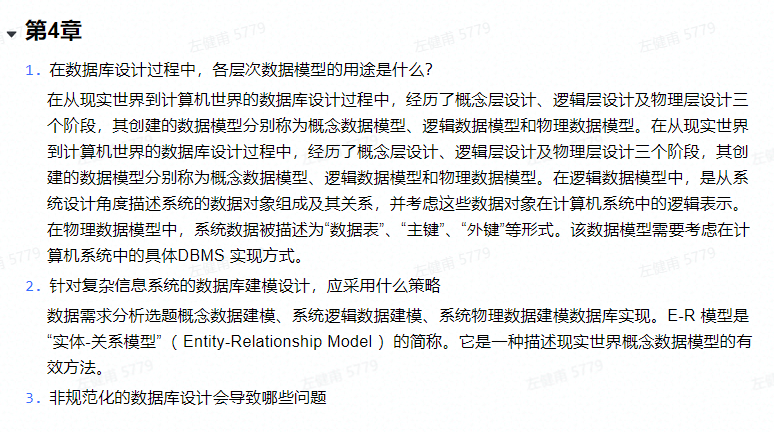 第4章
1. 在数据库设计过程中，各层次数据模型的用途是什么？
在从现实世界到计算机世界的数据库设计过程中，经历了概念层设计、逻辑层设计及物理层设计三
个阶段，其创建的数据模型分别称为概念数据模型、逻辑数据模型和物理数据模型。在从现实世界
到计算机世界的数据库设计过程中，经历了概念层设计、逻辑层设计及物理层设计三个阶段，其创
建的数据模型分别称为概念数据模型、逻辑数据模型和物理数据模型。在逻辑数据模型中，是从系
统设计角度描述系统的数据对象组成及其关系，并考虑这些数据对象在计算机系统中的逻辑表示。
在物理数据模型中，系统数据被描述为“数据表”、“主键”、“外键”等形式。该数据模型需要考虑在计
算机系统中的具体DBMS 实现方式。
2. 针对复杂信息系统的数据库建模设计，应采用什么策略
数据需求分析选题概念数据建模、系统逻辑数据建模、系统物理数据建模数据库实现。E-R 模型是
“实体-关系模型”（ Entity-Relationship Model ）的简称。它是一种描述现实世界概念数据模型的有
效方法。
3. 非规范化的数据库设计会导致哪些问题